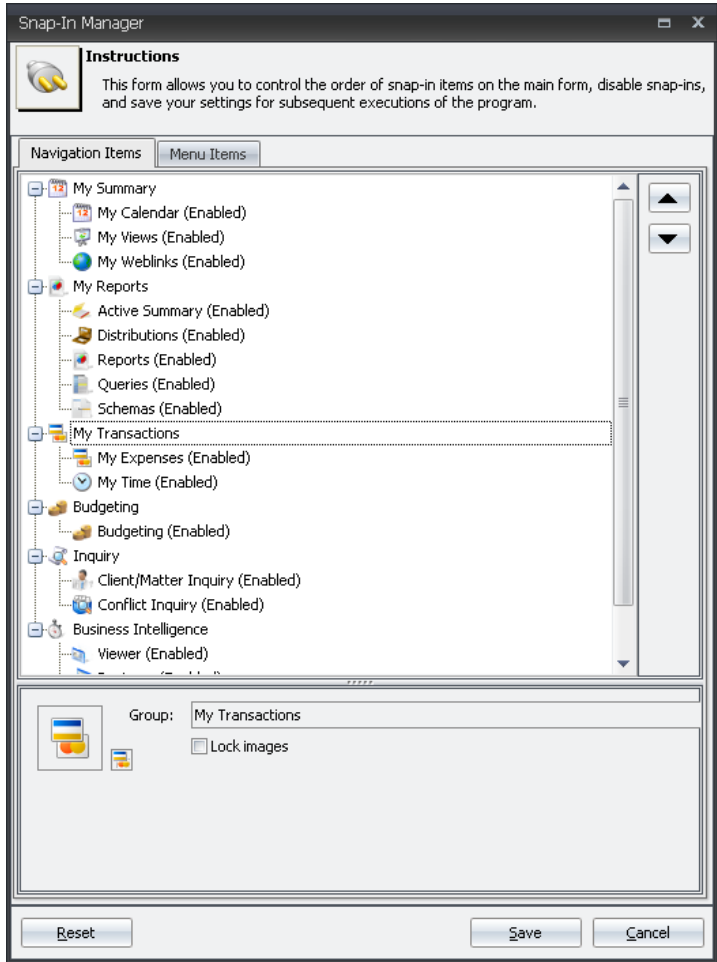 Snap-In Manager
Instructions
This form allows you to control the order of snap-in items on the main form, disable snap-ins,
and save your settings for subsequent executions of the program.
Navigation Items
Menu Items
My Summary
My Calendar (Enabled)
My Views (Enabled)
My Weblinks (Enabled)
My Reports
Active Summary (Enabled)
Distributions (Enabled)
Reports (Enabled)
Queries (Enabled)
Schemas (Enabled)
My Transactions
My Expenses (Enabled)
My Time (Enabled)
Budgeting
Budgeting (Enabled)
Inquiry
Client/Matter Inquiry (Enabled)
Conflict Inquiry (Enabled)
Business Intelligence
Viewer (Enabled)
Group: My Transactions
Lock images
Reset
Save
Cancel